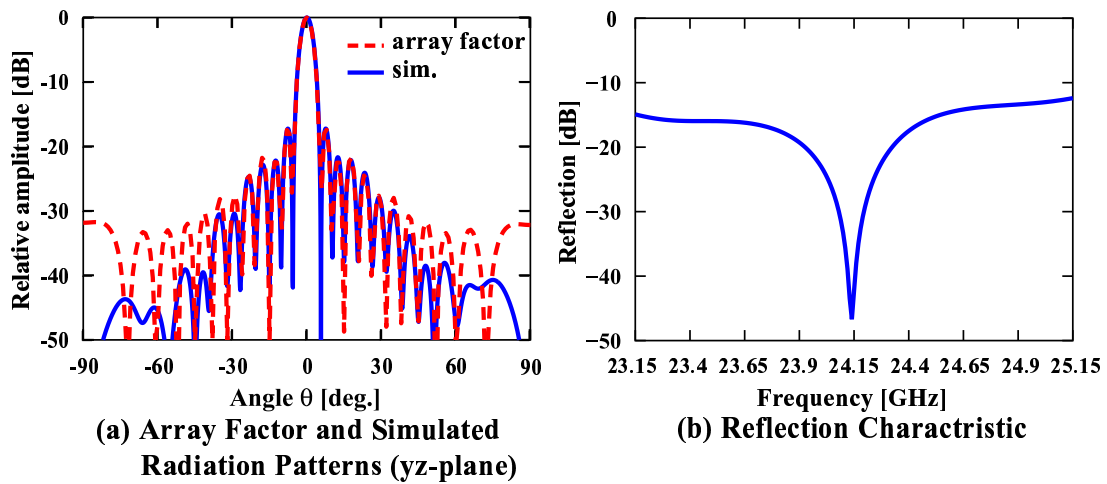 0
-10
-20
-30
-40
-50
Relative amplitude [dB]
array factor
sim.
-90 -60 -30 0 30 60 90
Angle θ [deg.]
(a) Array Factor and Simulated
Radiation Patterns (yz-plane)
0
−10
−20
−30
−40
−50
Reflection [dB]
23.15 23.4 23.65 23.9 24.15 24.4 24.65 24.9 25.15
Frequency [GHz]
(b) Reflection Charactristic